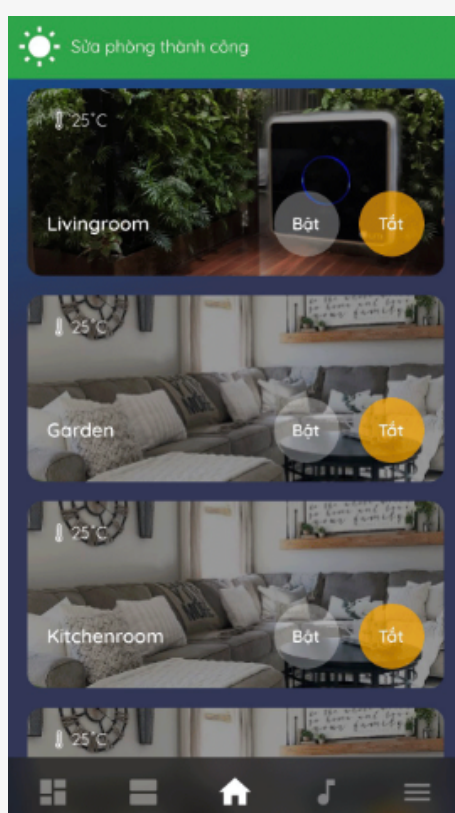 Sửa phòng thành công
25°C
Livingroom
Bật
Tắt
25°C
Garden
Bật
Tắt
25°C
Kitchenroom
Bật
Tắt
25°C